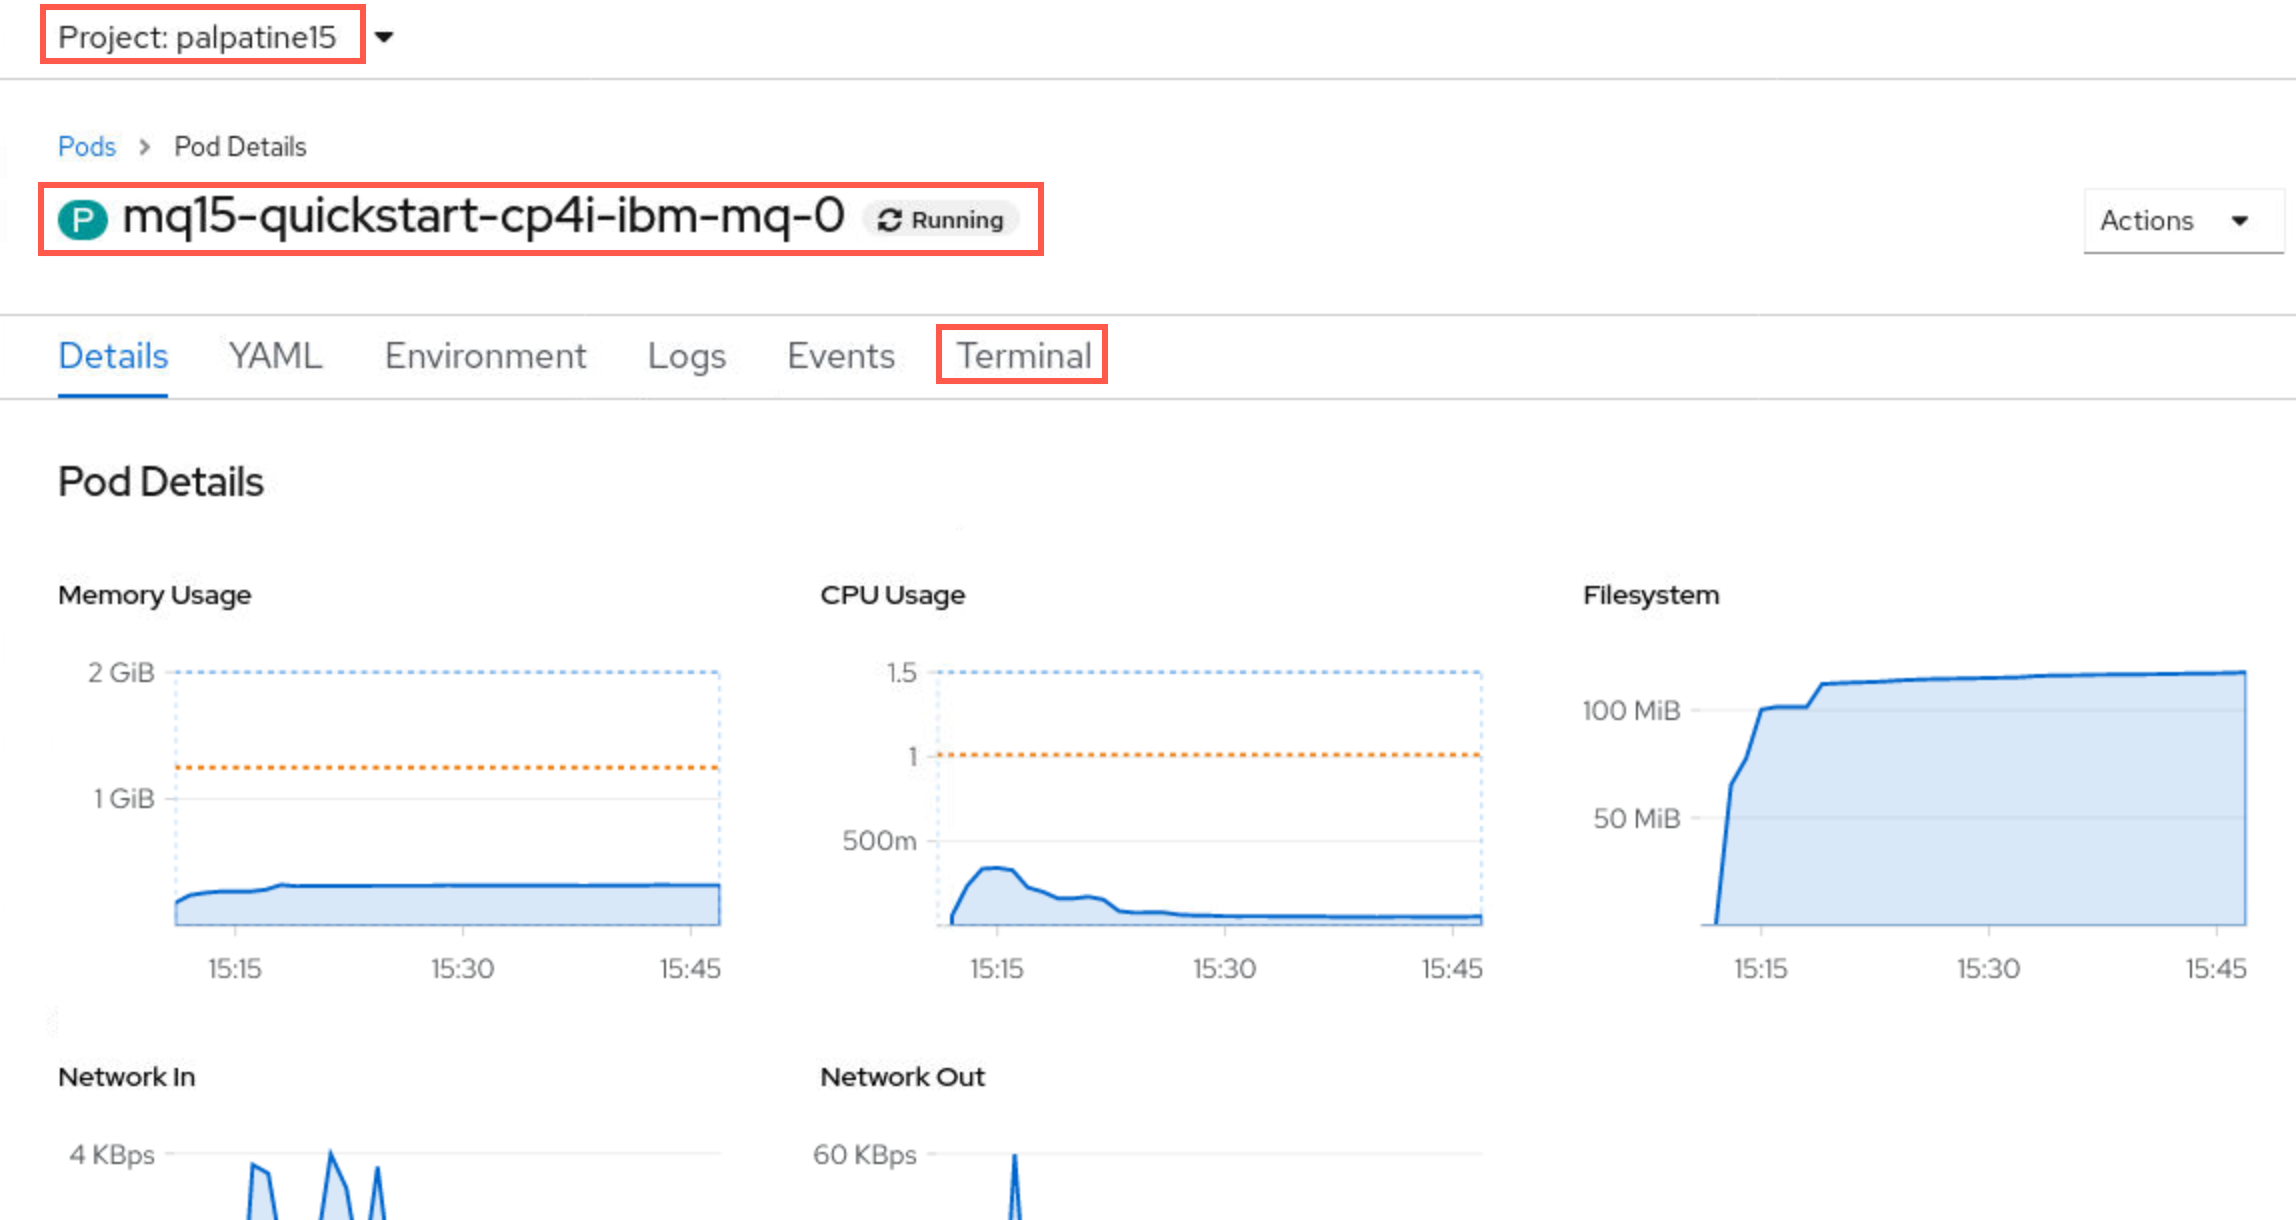 Project: palpatine15
Pods > Pod Details
P mq15-quickstart-cp4i-ibm-mq-0 Running
Actions
Details YAML Environment Logs Events Terminal
Pod Details
Memory Usage
2 GiB
1 GiB
15:15 15:30 15:45
CPU Usage
1.5
1
500m
15:15 15:30 15:45
Filesystem
100 MiB
50 MiB
15:15 15:30 15:45
Network In
4 KBps
Network Out
60 KBps